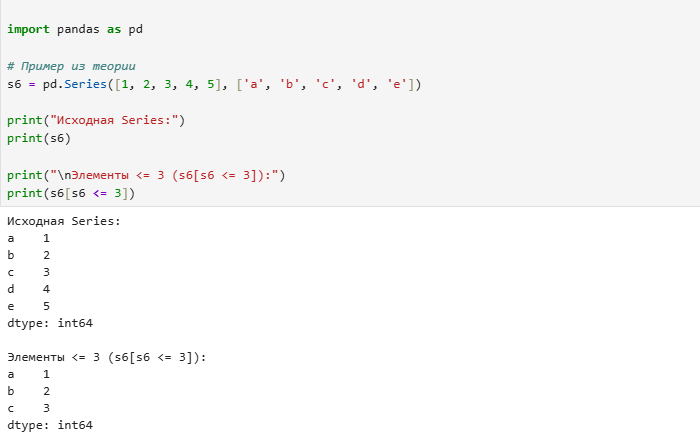 import pandas as pd
# Пример из теории
s6 = pd.Series([1, 2, 3, 4, 5], ['a', 'b', 'c', 'd', 'e'])
print("Исходная Series:")
print(s6)
print("\nЭлементы <= 3 (s6[s6 <= 3]):")
print(s6[s6 <= 3])
Исходная Series:
a    1
b    2
c    3
d    4
e    5
dtype: int64
Элементы <= 3 (s6[s6 <= 3]):
a    1
b    2
c    3
dtype: int64